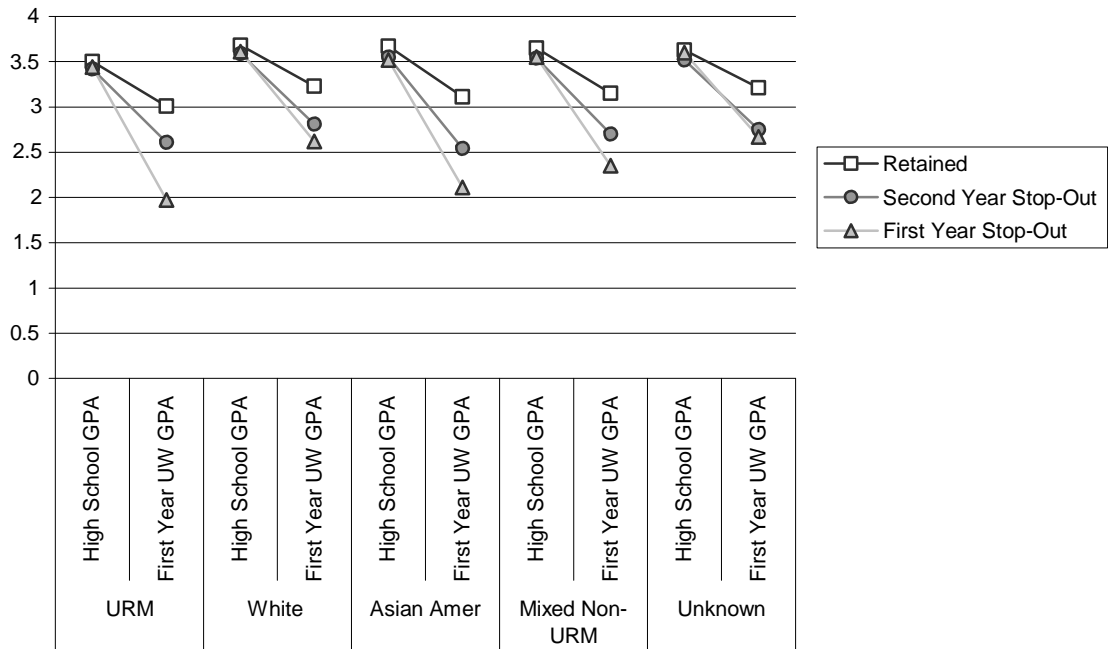 4
3.5
3
2.5
2
1.5
1
0.5
0
High School GPA
First Year UW GPA
High School GPA
First Year UW GPA
High School GPA
First Year UW GPA
High School GPA
First Year UW GPA
High School GPA
First Year UW GPA
URM
White
Asian Amer
Mixed Non-
URM
Unknown
Retained
Second Year Stop-Out
First Year Stop-Out